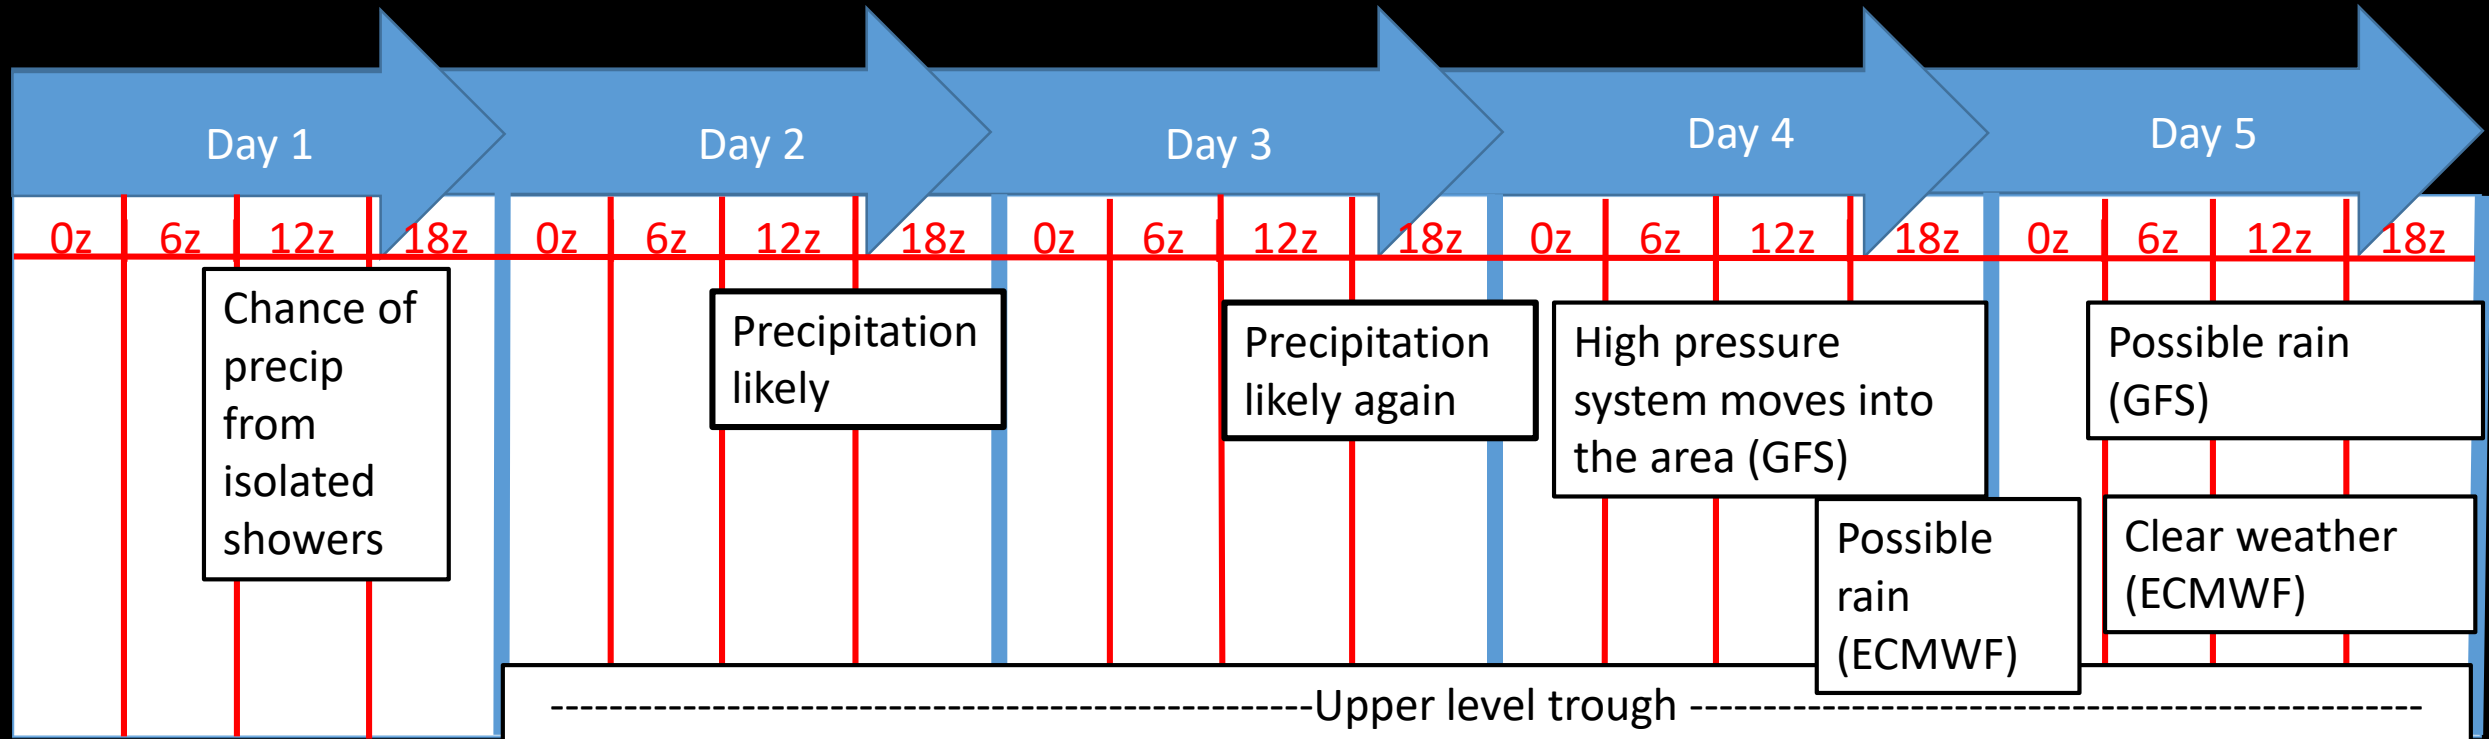 Day 1 Day 2 Day 3 Day 4 Day 5
0z 6z 12z 18z 0z 6z 12z 18z 0z 6z 12z 18z 0z 6z 12z 18z 0z 6z 12z 18z
Chance of
precip
from
isolated
showers
Precipitation
likely
Precipitation
likely again
High pressure
system moves into
the area (GFS)
Possible
rain
(ECMWF)
Possible rain
(GFS)
Clear weather
(ECMWF)
----------------------------------------------------Upper level trough --------------------------------------------------